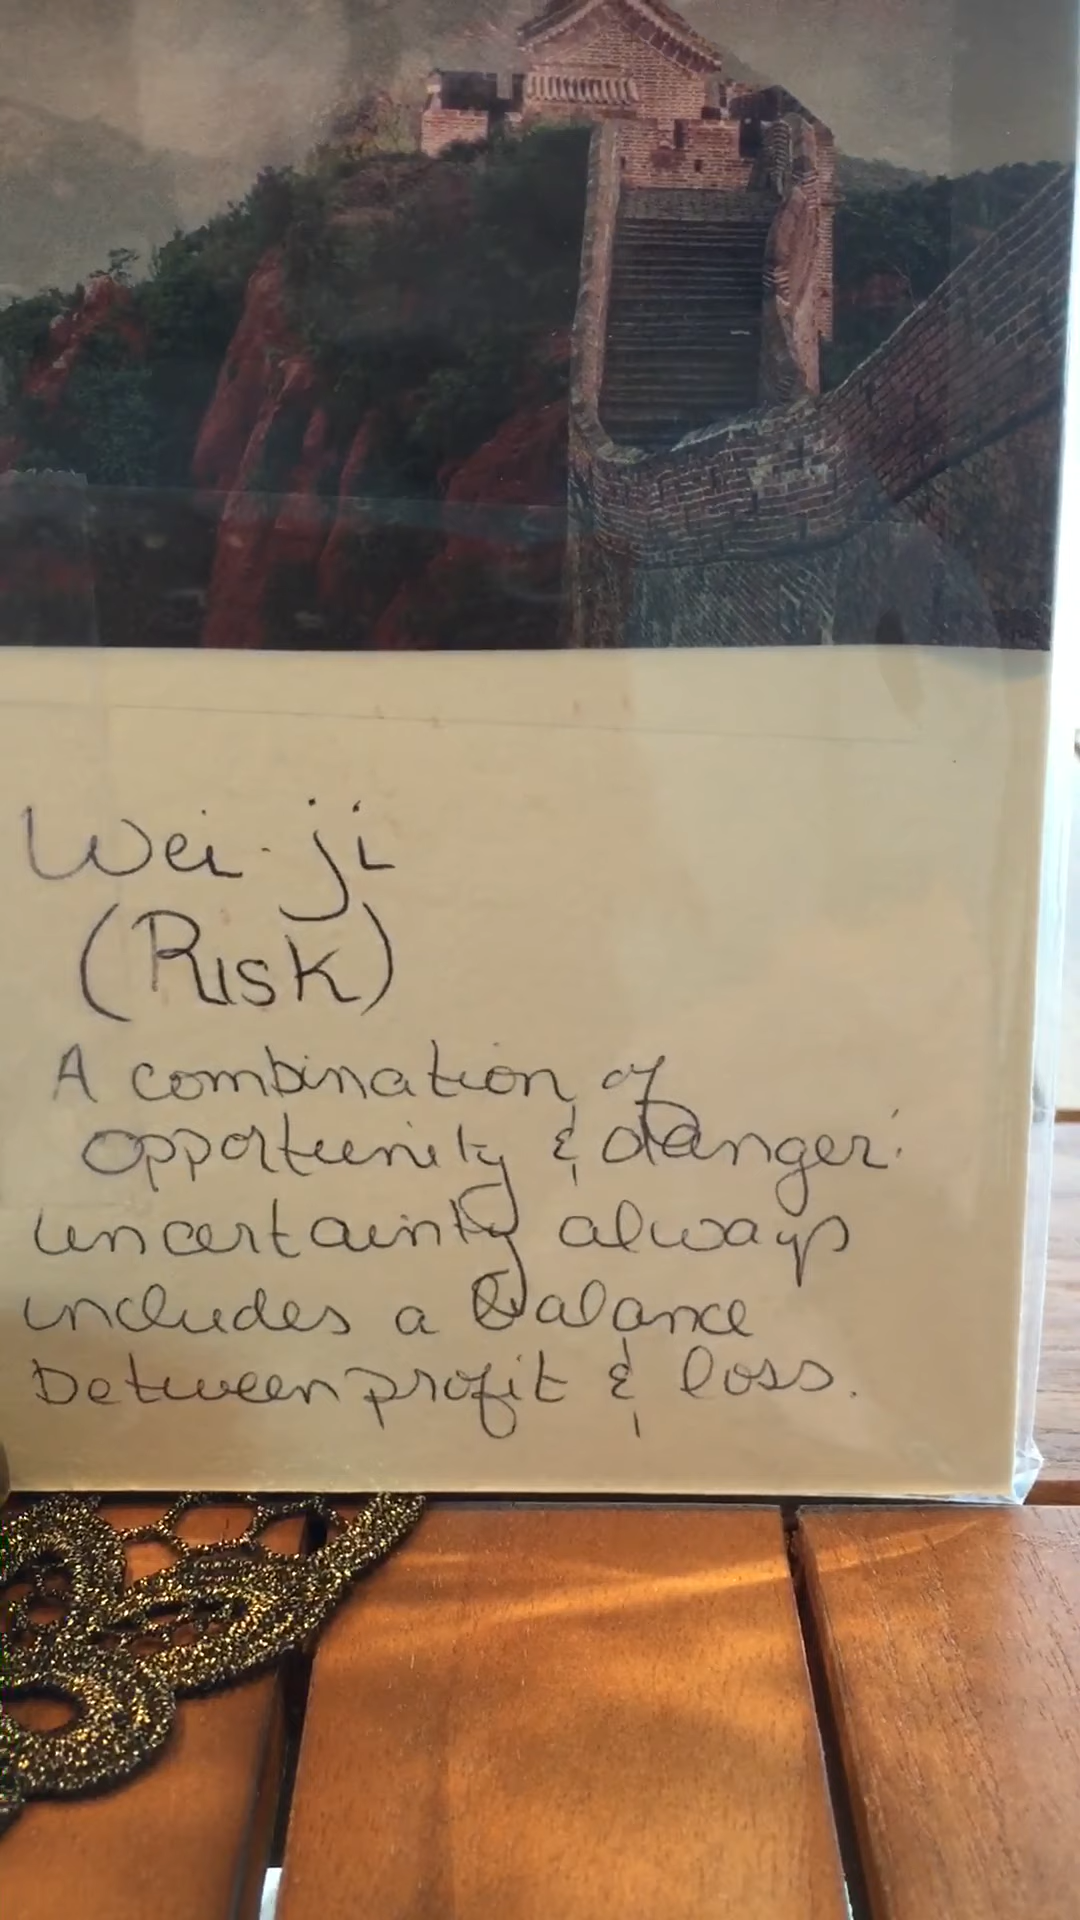 Wei-ji
(Risk)
A combination of
opportunity & danger:
uncertainty always
includes a balance
between profit & loss.